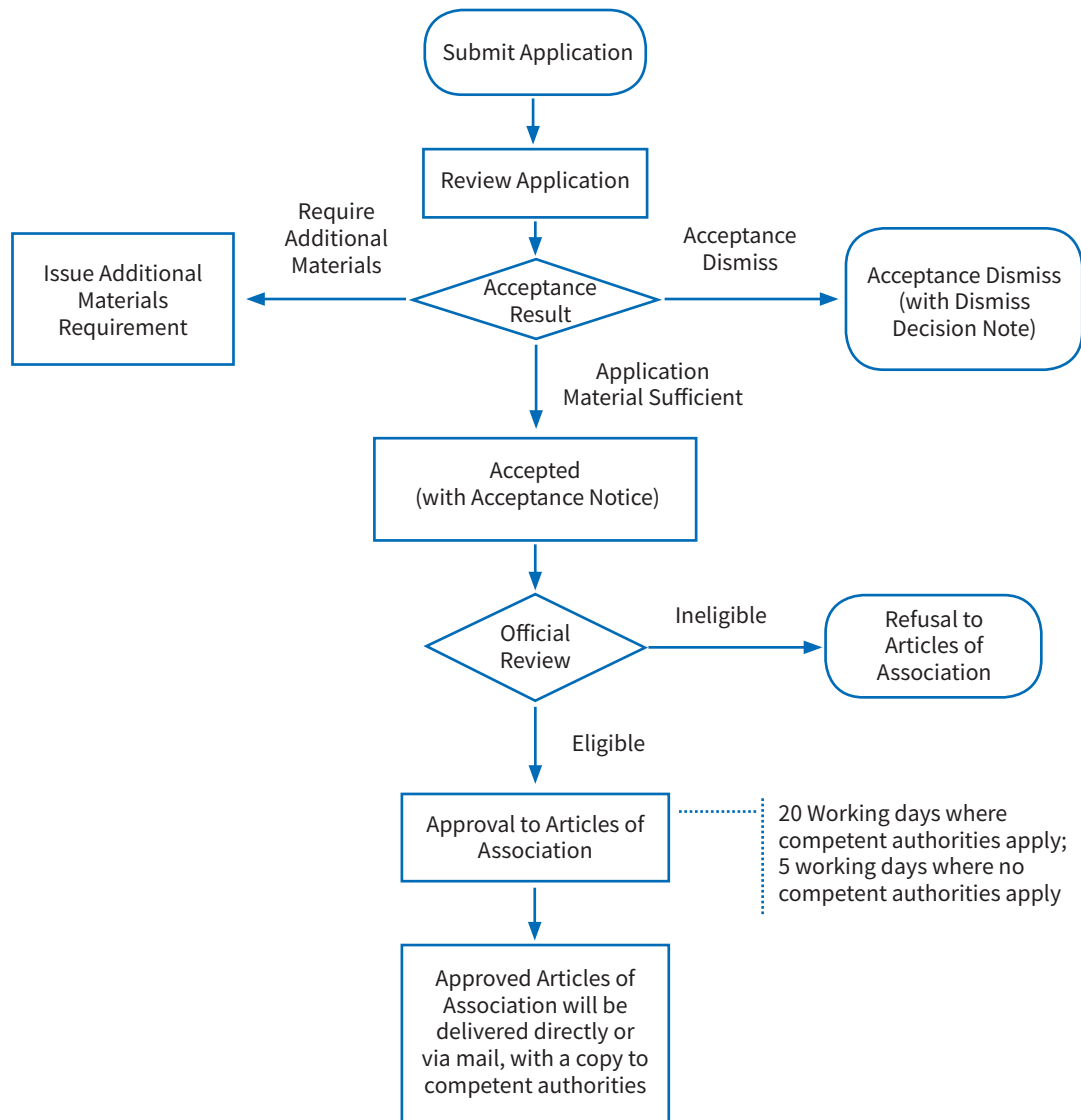 Submit Application
Review Application
Require
Additional
Materials
Acceptance
Dismiss
Issue Additional
Materials
Requirement
Acceptance
Result
Acceptance Dismiss
(with Dismiss
Decision Note)
Application
Material Sufficient
Accepted
(with Acceptance Notice)
Official
Review
Ineligible
Refusal to
Articles of
Association
Eligible
Approval to Articles of
Association
20 Working days where
competent authorities apply;
5 working days where no
competent authorities apply
Approved Articles of
Association will be
delivered directly or
via mail, with a copy to
competent authorities